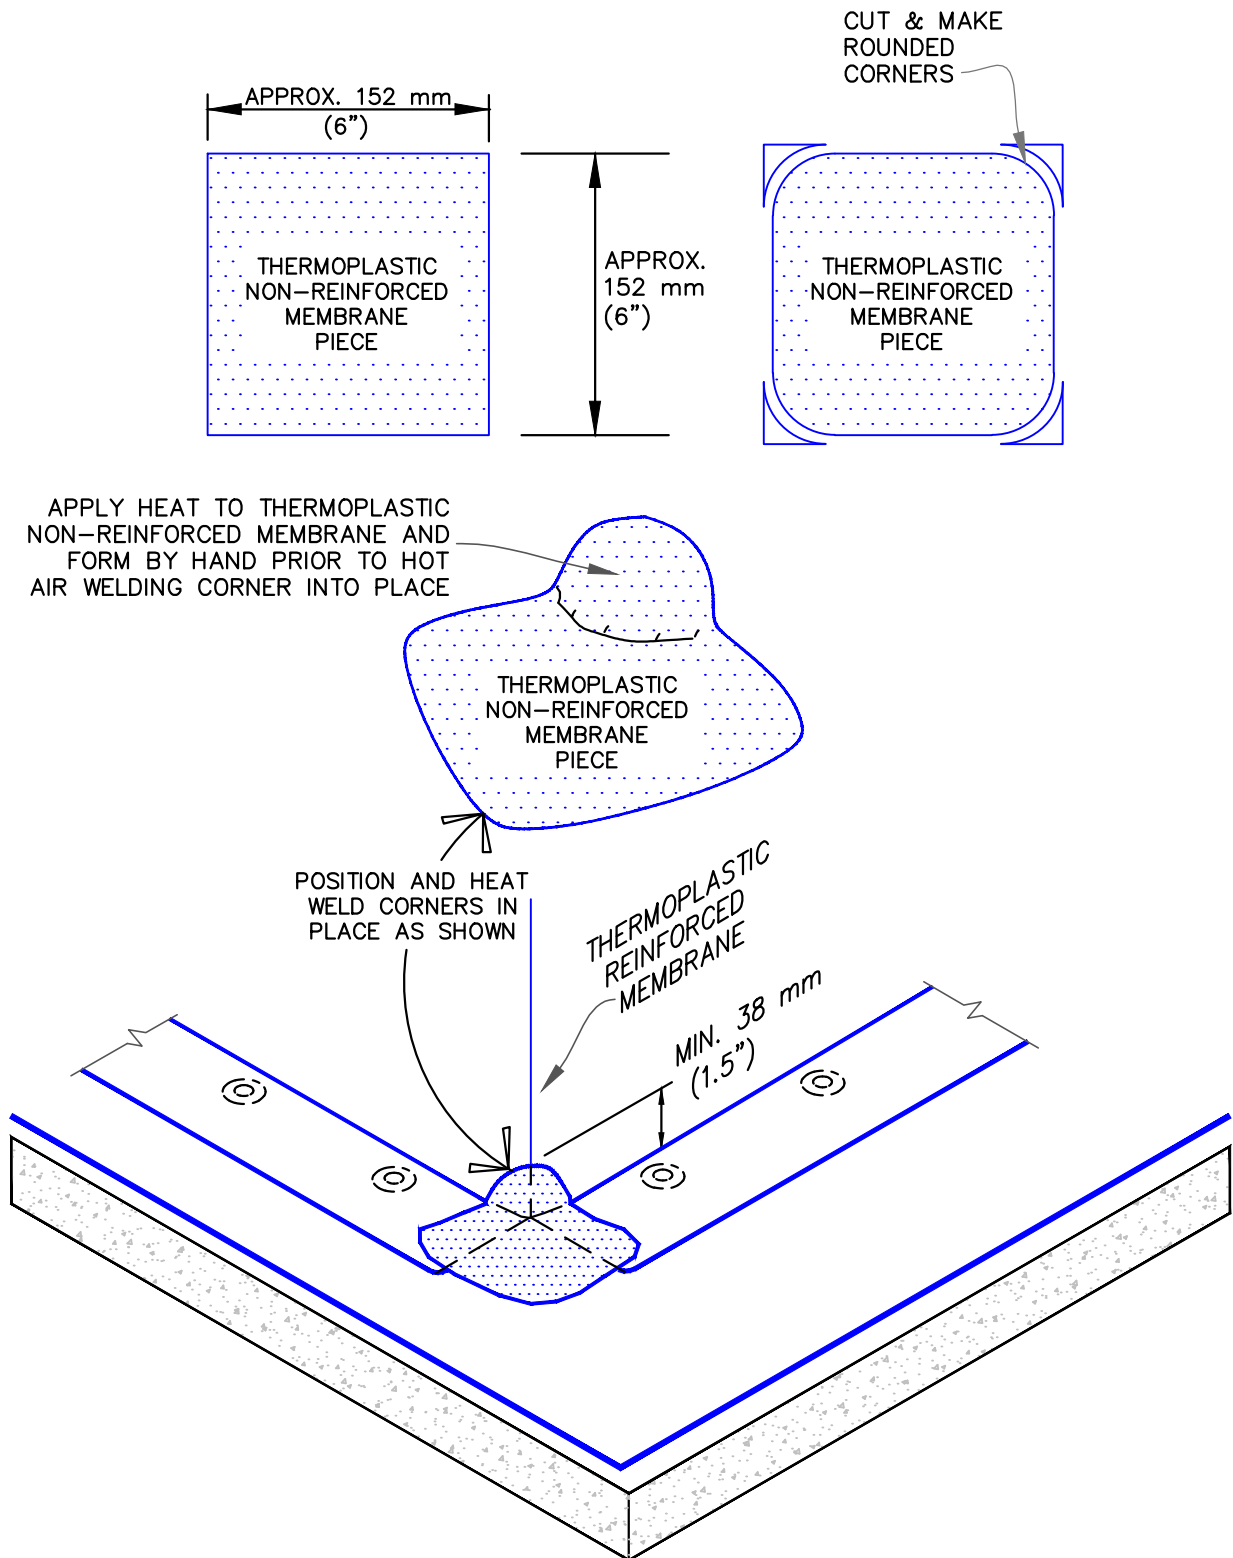 CUT & MAKE
ROUNDED
CORNERS
APPROX. 152 mm
(6”)
APPROX.
152 mm
(6”)
THERMOPLASTIC
NON–REINFORCED
MEMBRANE
PIECE
THERMOPLASTIC
NON–REINFORCED
MEMBRANE
PIECE
APPLY HEAT TO THERMOPLASTIC
NON–REINFORCED MEMBRANE AND
FORM BY HAND PRIOR TO HOT
AIR WELDING CORNER INTO PLACE
THERMOPLASTIC
NON–REINFORCED
MEMBRANE
PIECE
POSITION AND HEAT
WELD CORNERS IN
PLACE AS SHOWN
THERMOPLASTIC
REINFORCED
MEMBRANE
MIN. 38 mm
(1.5”)